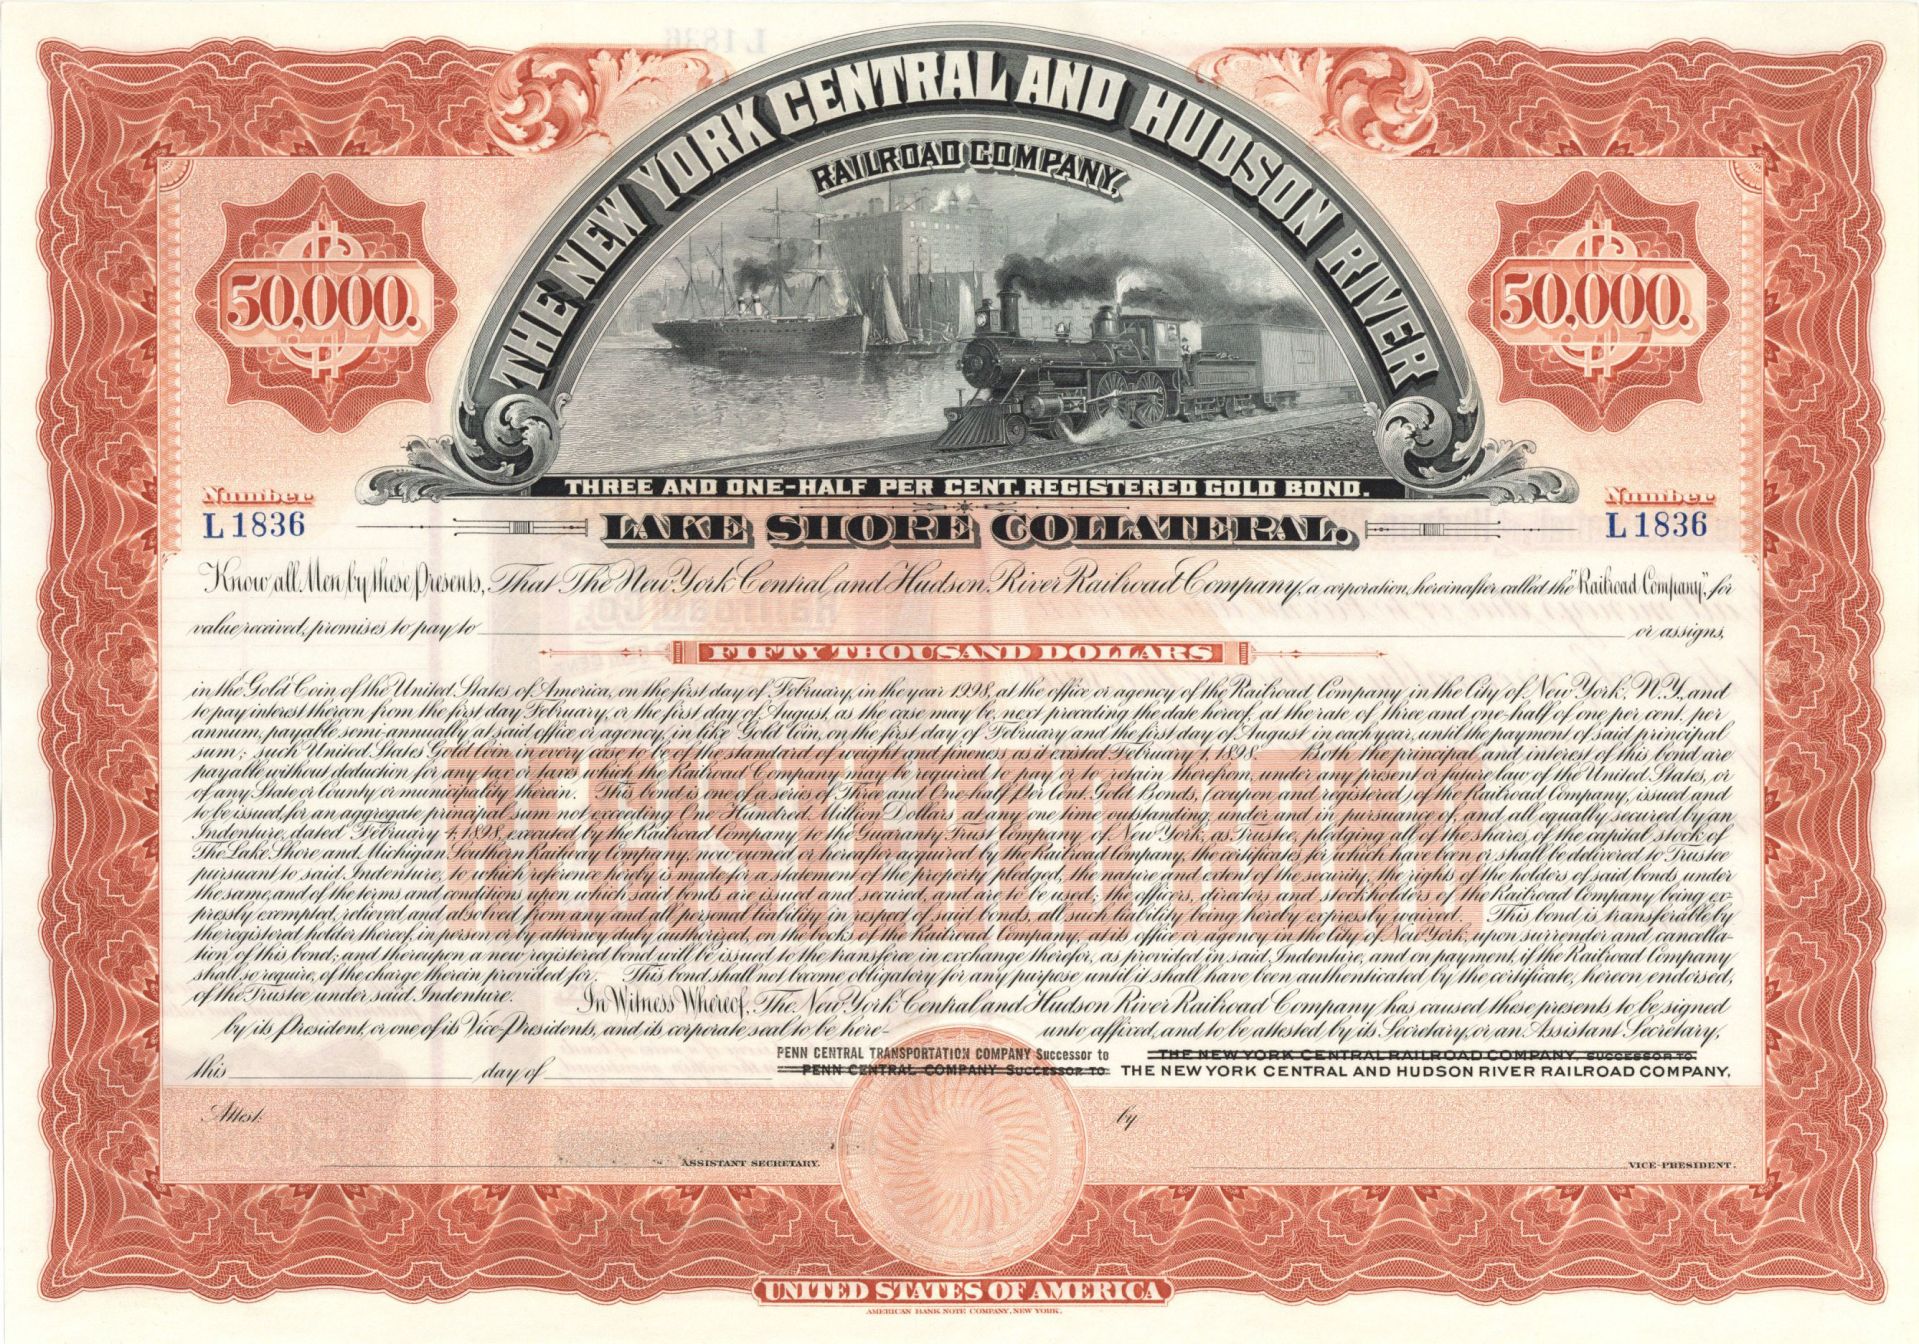 THE NEW YORK CENTRAL AND HUDSON RIVER
RAILROAD COMPANY,
50,000.
50,000.
THREE AND ONE-HALF PER CENT. REGISTERED GOLD BOND.
Number
L 1836
LAKE SHORE COLLATERAL.
Number
L 1836
Know all Men by these Presents, That The New York Central and Hudson River Railroad Company, a corporation, hereinafter called the "Railroad Company", for
value received, promises to pay to or assigns,
FIFTY THOUSAND DOLLARS
in the Gold Coin of the United States of America, on the first day of February, in the year 1998, at the office or agency of the Railroad Company in the City of New York, N.Y., and
to pay interest thereon from the first day February, or the first day of August, as the case may be, next preceding the date hereof, at the rate of three and one-half of one per cent. per
annum, payable semi-annually at said office or agency, in like Gold Coin, on the first day of February and the first day of August in each year, until the payment of said principal
sum; such United States Gold Coin in every case to be of the standard of weight and fineness as it existed February 1, 1898. Both the principal and interest of this bond are
payable without deduction for any tax or taxes which the Railroad Company may be required to pay or to retain therefrom, under any present or future law of the United States, or
of any State or County or municipality therein. This bond is one of a series of Three and One-half Per Cent. Gold Bonds, (coupon and registered) of the Railroad Company, issued and
to be issued, for an aggregate principal sum not exceeding One Hundred Million Dollars at any one time outstanding, under and in pursuance of, and all equally secured by an
Indenture, dated February 4, 1898, executed by the Railroad Company to the Guaranty Trust Company of New York, as Trustee, pledging all of the shares of the capital stock of
The Lake Shore and Michigan Southern Railway Company, now owned or hereafter acquired by the Railroad Company, the certificates for which have been or shall be delivered to Trustee
pursuant to said Indenture, to which reference hereby is made for a statement of the property pledged, the nature and extent of the security, the rights of the holders of said bonds under
the same, and of the terms and conditions upon which said bonds are issued and secured, and are to be used; the officers, directors and stockholders of the Railroad Company being ex-
pressly exempted, relieved and absolved from any and all personal liability in respect of said bonds, all such liability being hereby expressly waived. This bond is transferable by
the registered holder thereof, in person or by attorney duly authorized, on the books of the Railroad Company, at its office or agency in the City of New York, upon surrender and cancella-
tion of this bond; and thereupon a new registered bond will be issued to the transferee in exchange therefor, as provided in said Indenture, and on payment, if the Railroad Company
shall so require, of the charge therein provided for. This bond shall not become obligatory for any purpose until it shall have been authenticated by the certificate, hereon endorsed,
of the Trustee under said Indenture. In Witness Whereof, The New York Central and Hudson River Railroad Company has caused these presents to be signed
by its President, or one of its Vice-Presidents, and its corporate seal to be here- unto affixed, and to be attested by its Secretary, or an Assistant Secretary,
PENN CENTRAL TRANSPORTATION COMPANY Successor to THE NEW YORK CENTRAL RAILROAD COMPANY, SUCCESSOR TO
this day of PENN CENTRAL COMPANY SUCCESSOR TO THE NEW YORK CENTRAL AND HUDSON RIVER RAILROAD COMPANY,
Attest: by
ASSISTANT SECRETARY. VICE-PRESIDENT.
UNITED STATES OF AMERICA
AMERICAN BANK NOTE COMPANY, NEW YORK.